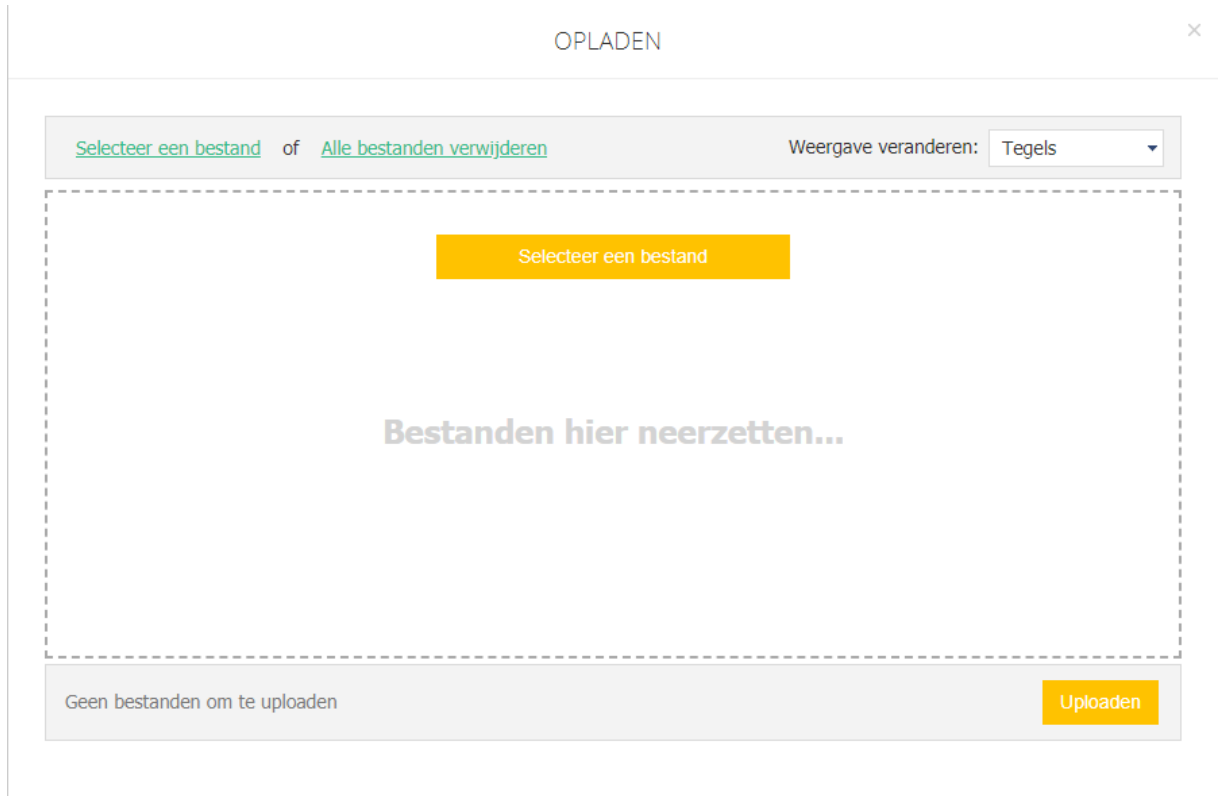 OPLADEN
×
Selecteer een bestand of Alle bestanden verwijderen Weergave veranderen: Tegels
Selecteer een bestand
Bestanden hier neerzetten...
Geen bestanden om te uploaden Uploaden